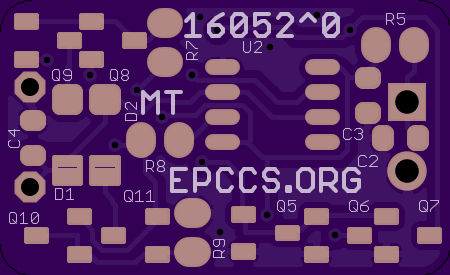 16052^0
R5
R7
U2
Q9
Q8
MT
D2
C4
C3
R8
C2
EPCCS.ORG
D1
Q11
Q10
Q5
Q6
Q7
R9